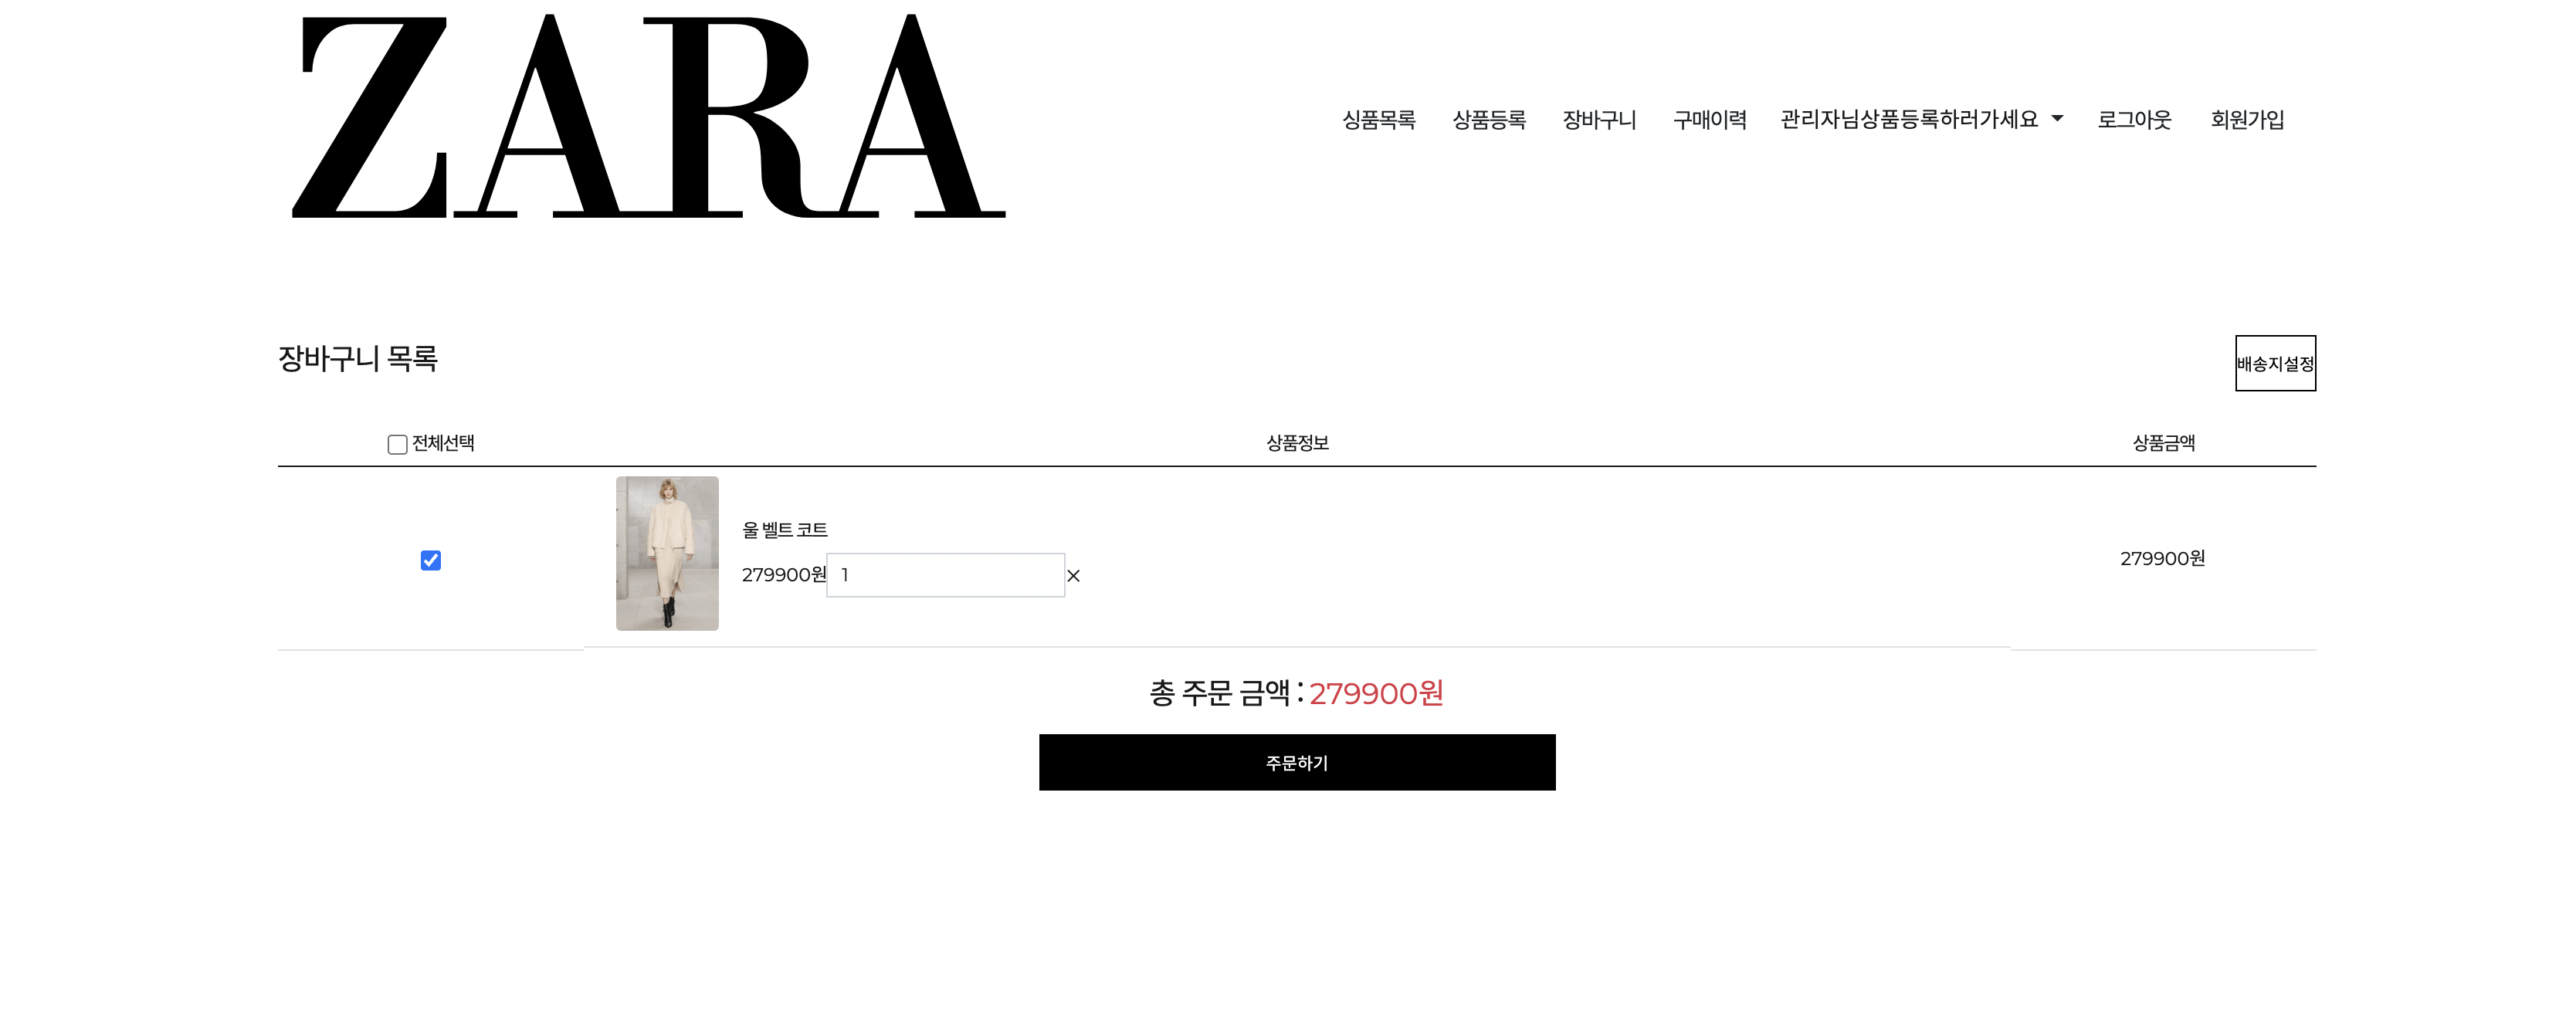 ZARA
상품목록 상품등록 장바구니 구매이력 관리자님상품등록하러가세요 로그아웃 회원가입
장바구니 목록
배송지설정
전체선택 상품정보 상품금액
울 벨트 코트
279900원 1 ×
279900원
총 주문 금액 : 279900원
주문하기